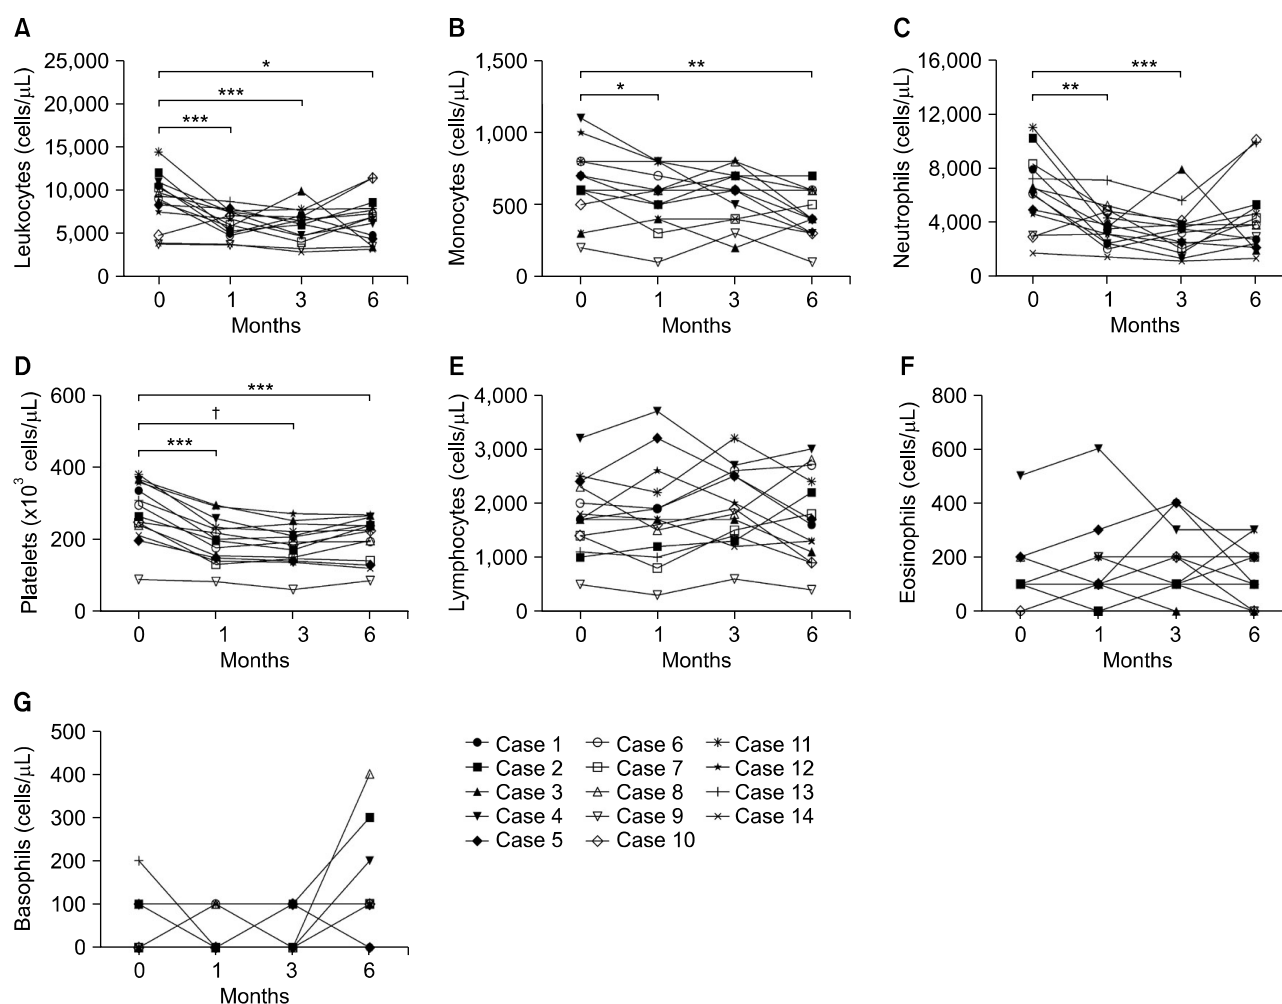 A
Leukocytes (cells/μL)
25,000
20,000
15,000
10,000
5,000
0
*
***
***
0 1 3 6
Months
B
Monocytes (cells/μL)
1,500
1,000
500
0
**
*
0 1 3 6
Months
C
Neutrophils (cells/μL)
16,000
12,000
8,000
4,000
0
***
**
0 1 3 6
Months
D
Platelets (x10³ cells/μL)
600
400
200
0
***
†
***
0 1 3 6
Months
E
Lymphocytes (cells/μL)
4,000
3,000
2,000
1,000
0
0 1 3 6
Months
F
Eosinophils (cells/μL)
800
600
400
200
0
0 1 3 6
Months
G
Basophils (cells/μL)
500
400
300
200
100
0
0 1 3 6
Months
Case 1 Case 6 Case 11
Case 2 Case 7 Case 12
Case 3 Case 8 Case 13
Case 4 Case 9 Case 14
Case 5 Case 10